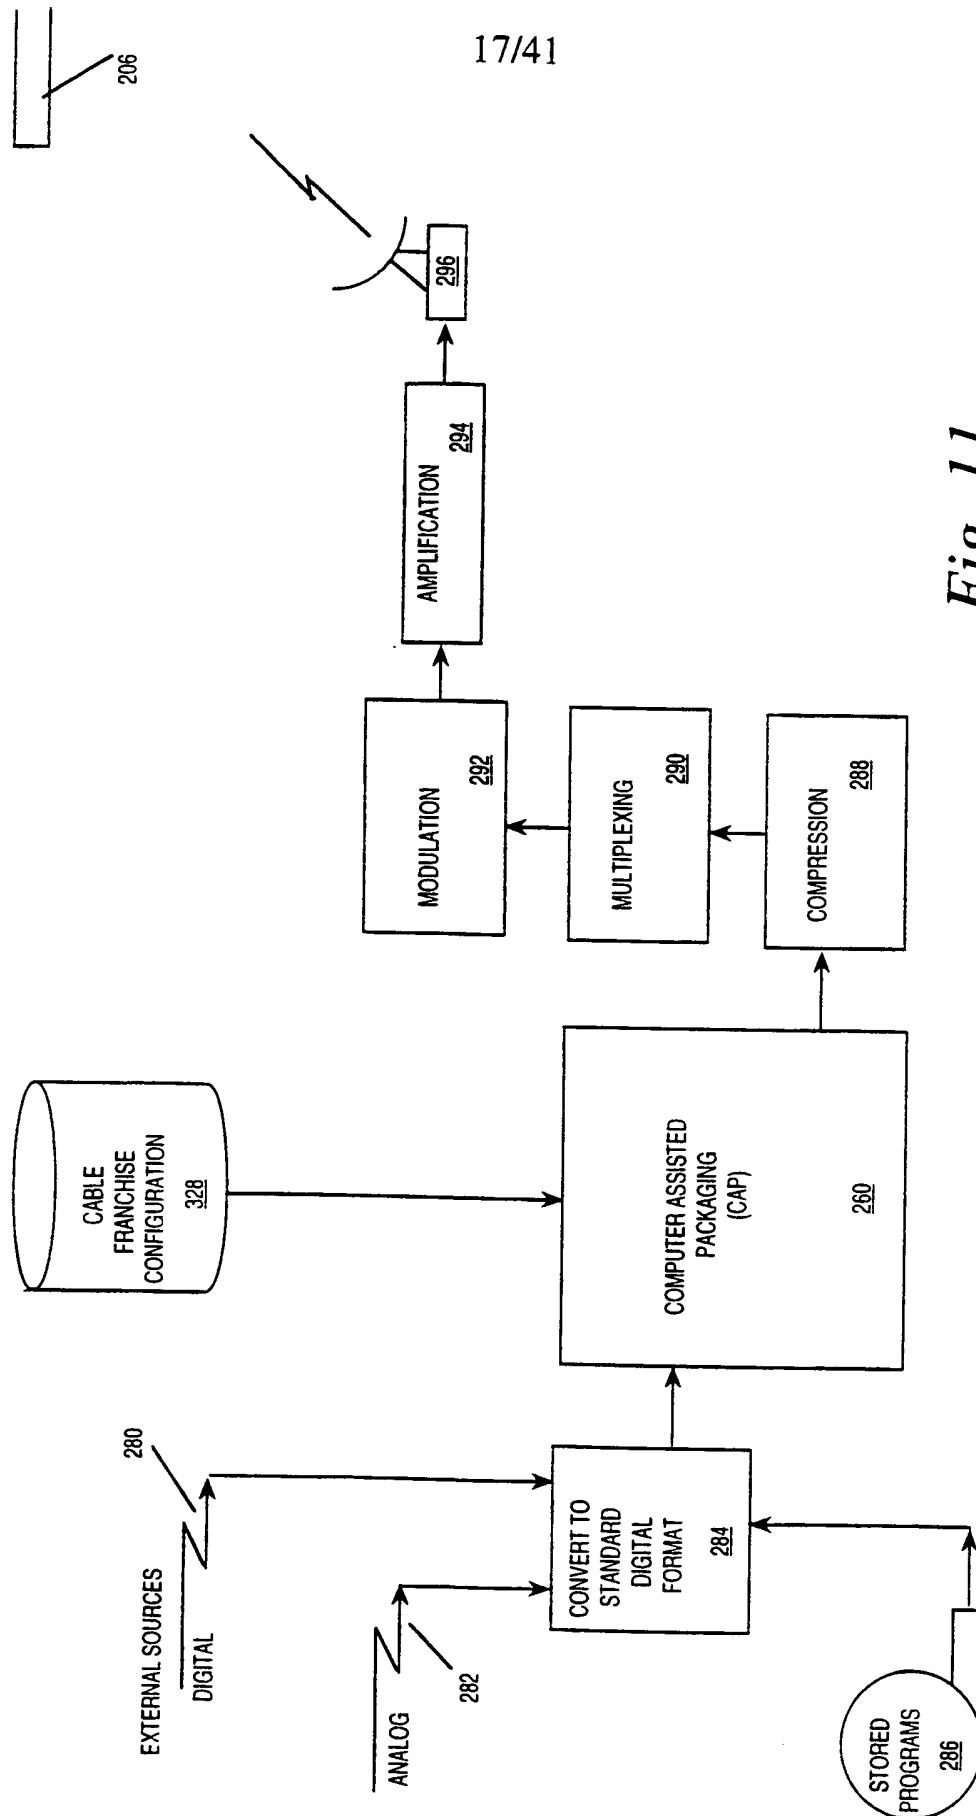 17/41
206
296
AMPLIFICATION
294
MODULATION
292
MULTIPLEXING
290
COMPRESSION
288
CABLE
FRANCHISE
CONFIGURATION
328
COMPUTER ASSISTED
PACKAGING
(CAP)
260
EXTERNAL SOURCES
DIGITAL
280
ANALOG
282
CONVERT TO
STANDARD
DIGITAL
FORMAT
284
STORED
PROGRAMS
286
Fig. 11